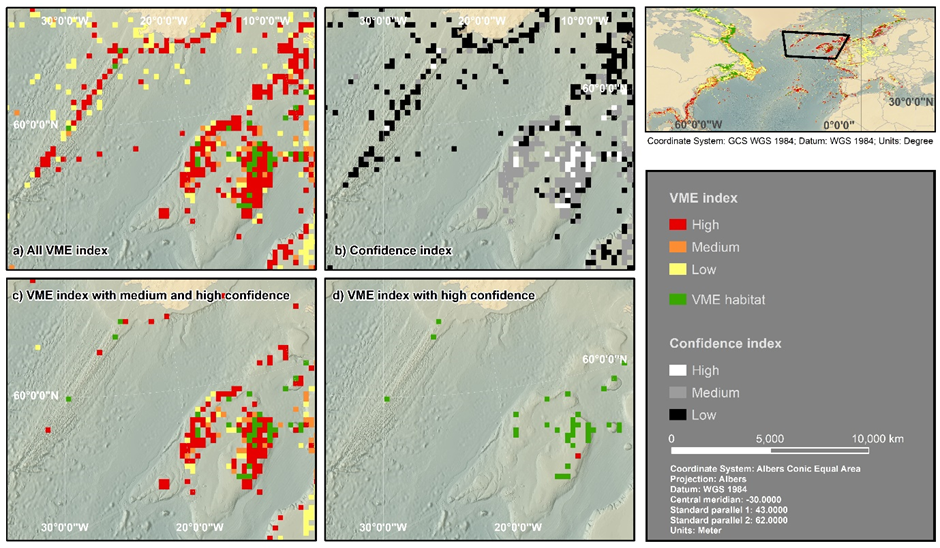 30°0'0"W 20°0'0"W 10°0'0"W
60°0'0"N
a) All VME index
30°0'0"W 20°0'0"W 10°0'0"W
60°0'0"N
b) Confidence index
30°0'0"N
60°0'0"W 0°0'0"
Coordinate System: GCS WGS 1984; Datum: WGS 1984; Units: Degree
c) VME index with medium and high confidence
60°0'0"N
30°0'0"W 20°0'0"W
d) VME index with high confidence
60°0'0"N
20°0'0"W
VME index
High
Medium
Low
VME habitat
Confidence index
High
Medium
Low
0 5,000 10,000 km
Coordinate System: Albers Conic Equal Area
Projection: Albers
Datum: WGS 1984
Central meridian: -30.0000
Standard parallel 1: 43.0000
Standard parallel 2: 62.0000
Units: Meter